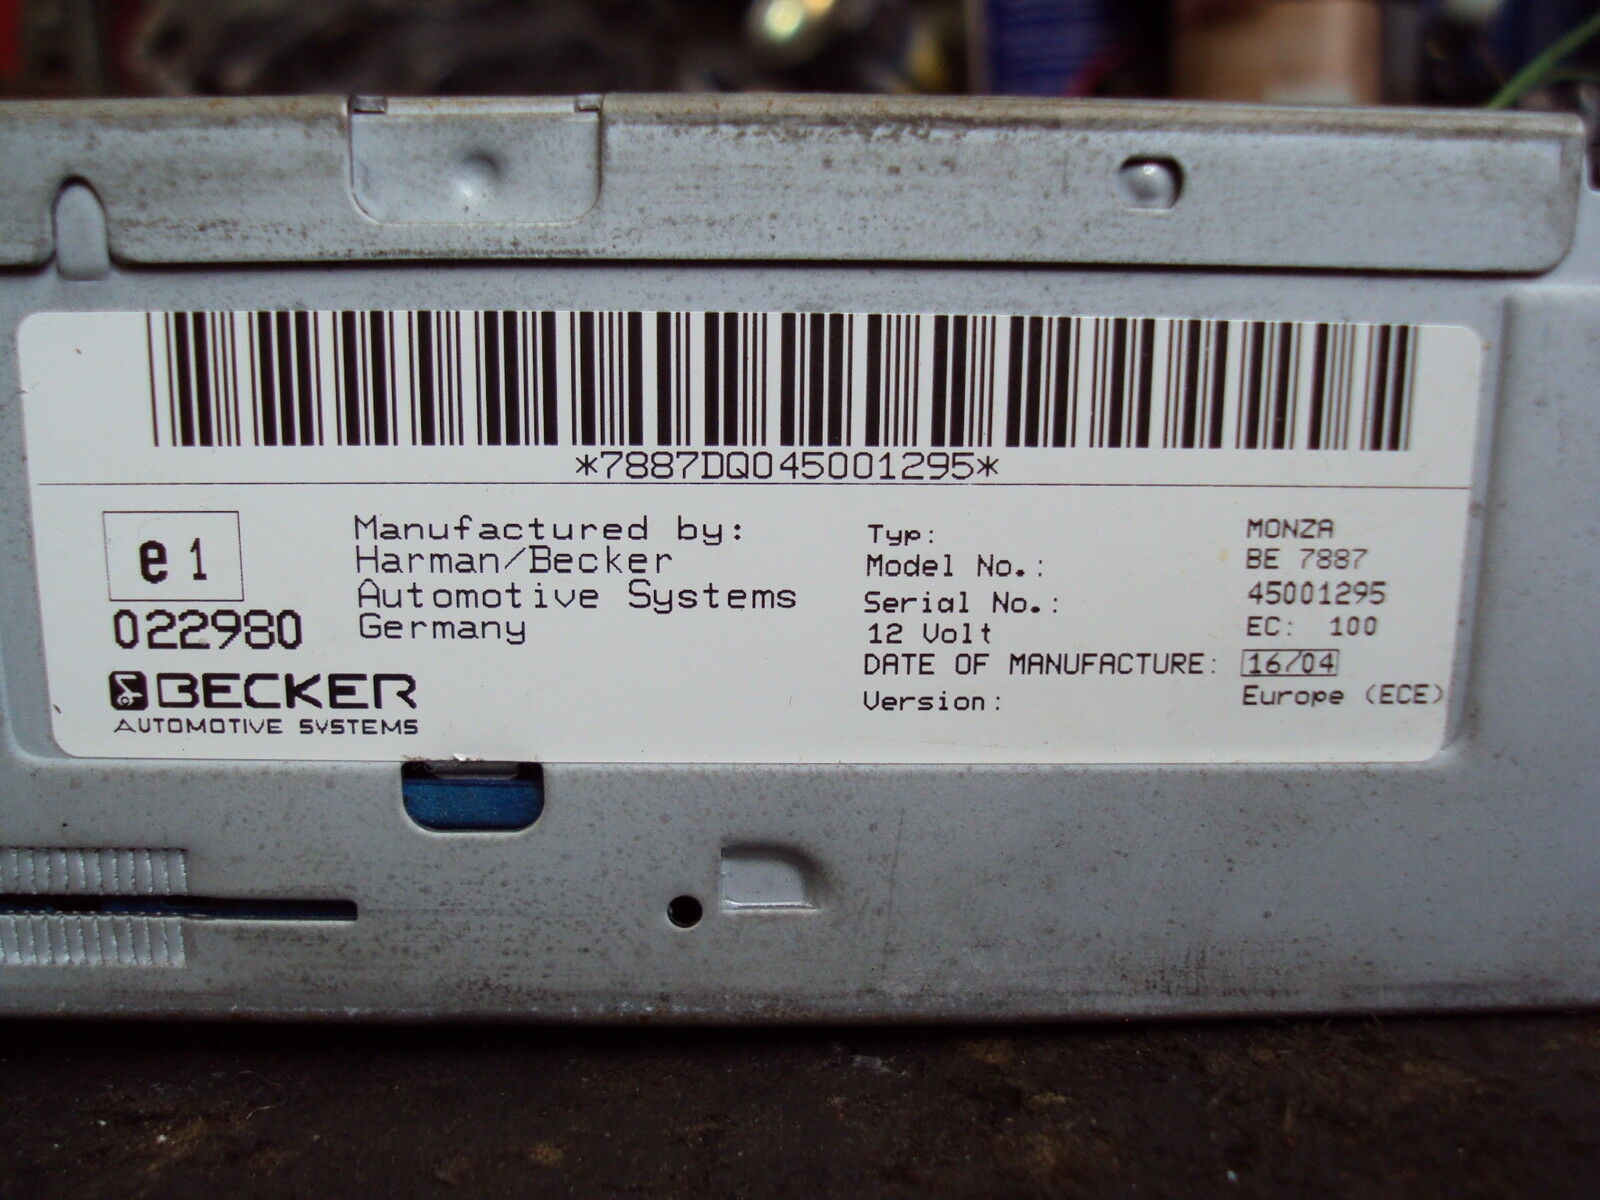 *7887DQ045001295*
e1
022980
BECKER
AUTOMOTIVE SYSTEMS
Manufactured by:
Harman/Becker
Automotive Systems
Germany
Typ: MONZA
Model No.: BE 7887
Serial No.: 45001295
12 Volt EC: 100
DATE OF MANUFACTURE: 16/04
Version: Europe (ECE)